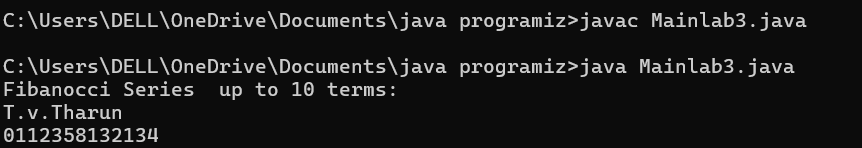 C:\Users\DELL\OneDrive\Documents\java programiz>javac Mainlab3.java
C:\Users\DELL\OneDrive\Documents\java programiz>java Mainlab3.java
Fibanocci Series  up to 10 terms:
T.v.Tharun
0112358132134